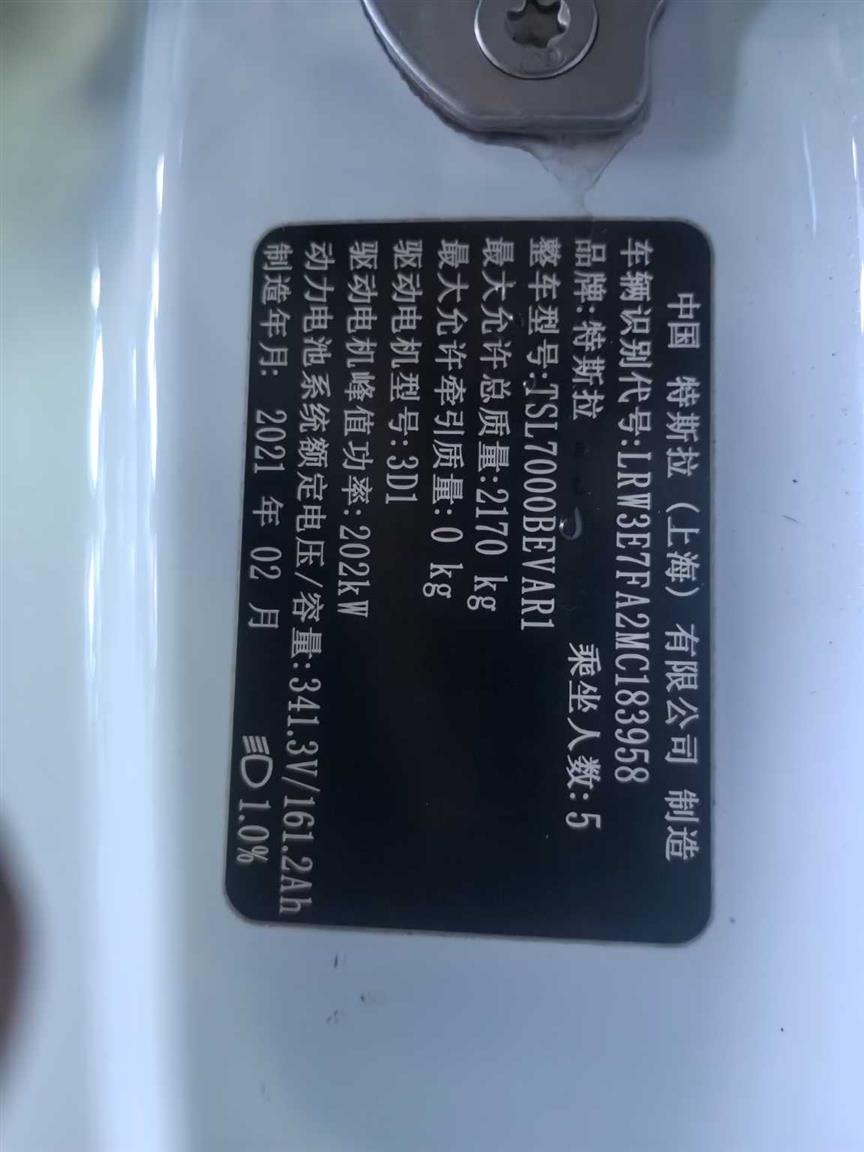 中国 特斯拉(上海)有限公司 制造
车辆识别代号:LRW3E7FA2MC183958
品牌:特斯拉 乘坐人数:5
整车型号:TSL7000BEVAR1
最大允许总质量:2170 kg
最大允许牵引质量:0 kg
驱动电机型号:3D1
驱动电机峰值功率:202kW
动力电池系统额定电压/容量:341.3V/161.2Ah
制造年月: 2021 年 02 月 1.0%